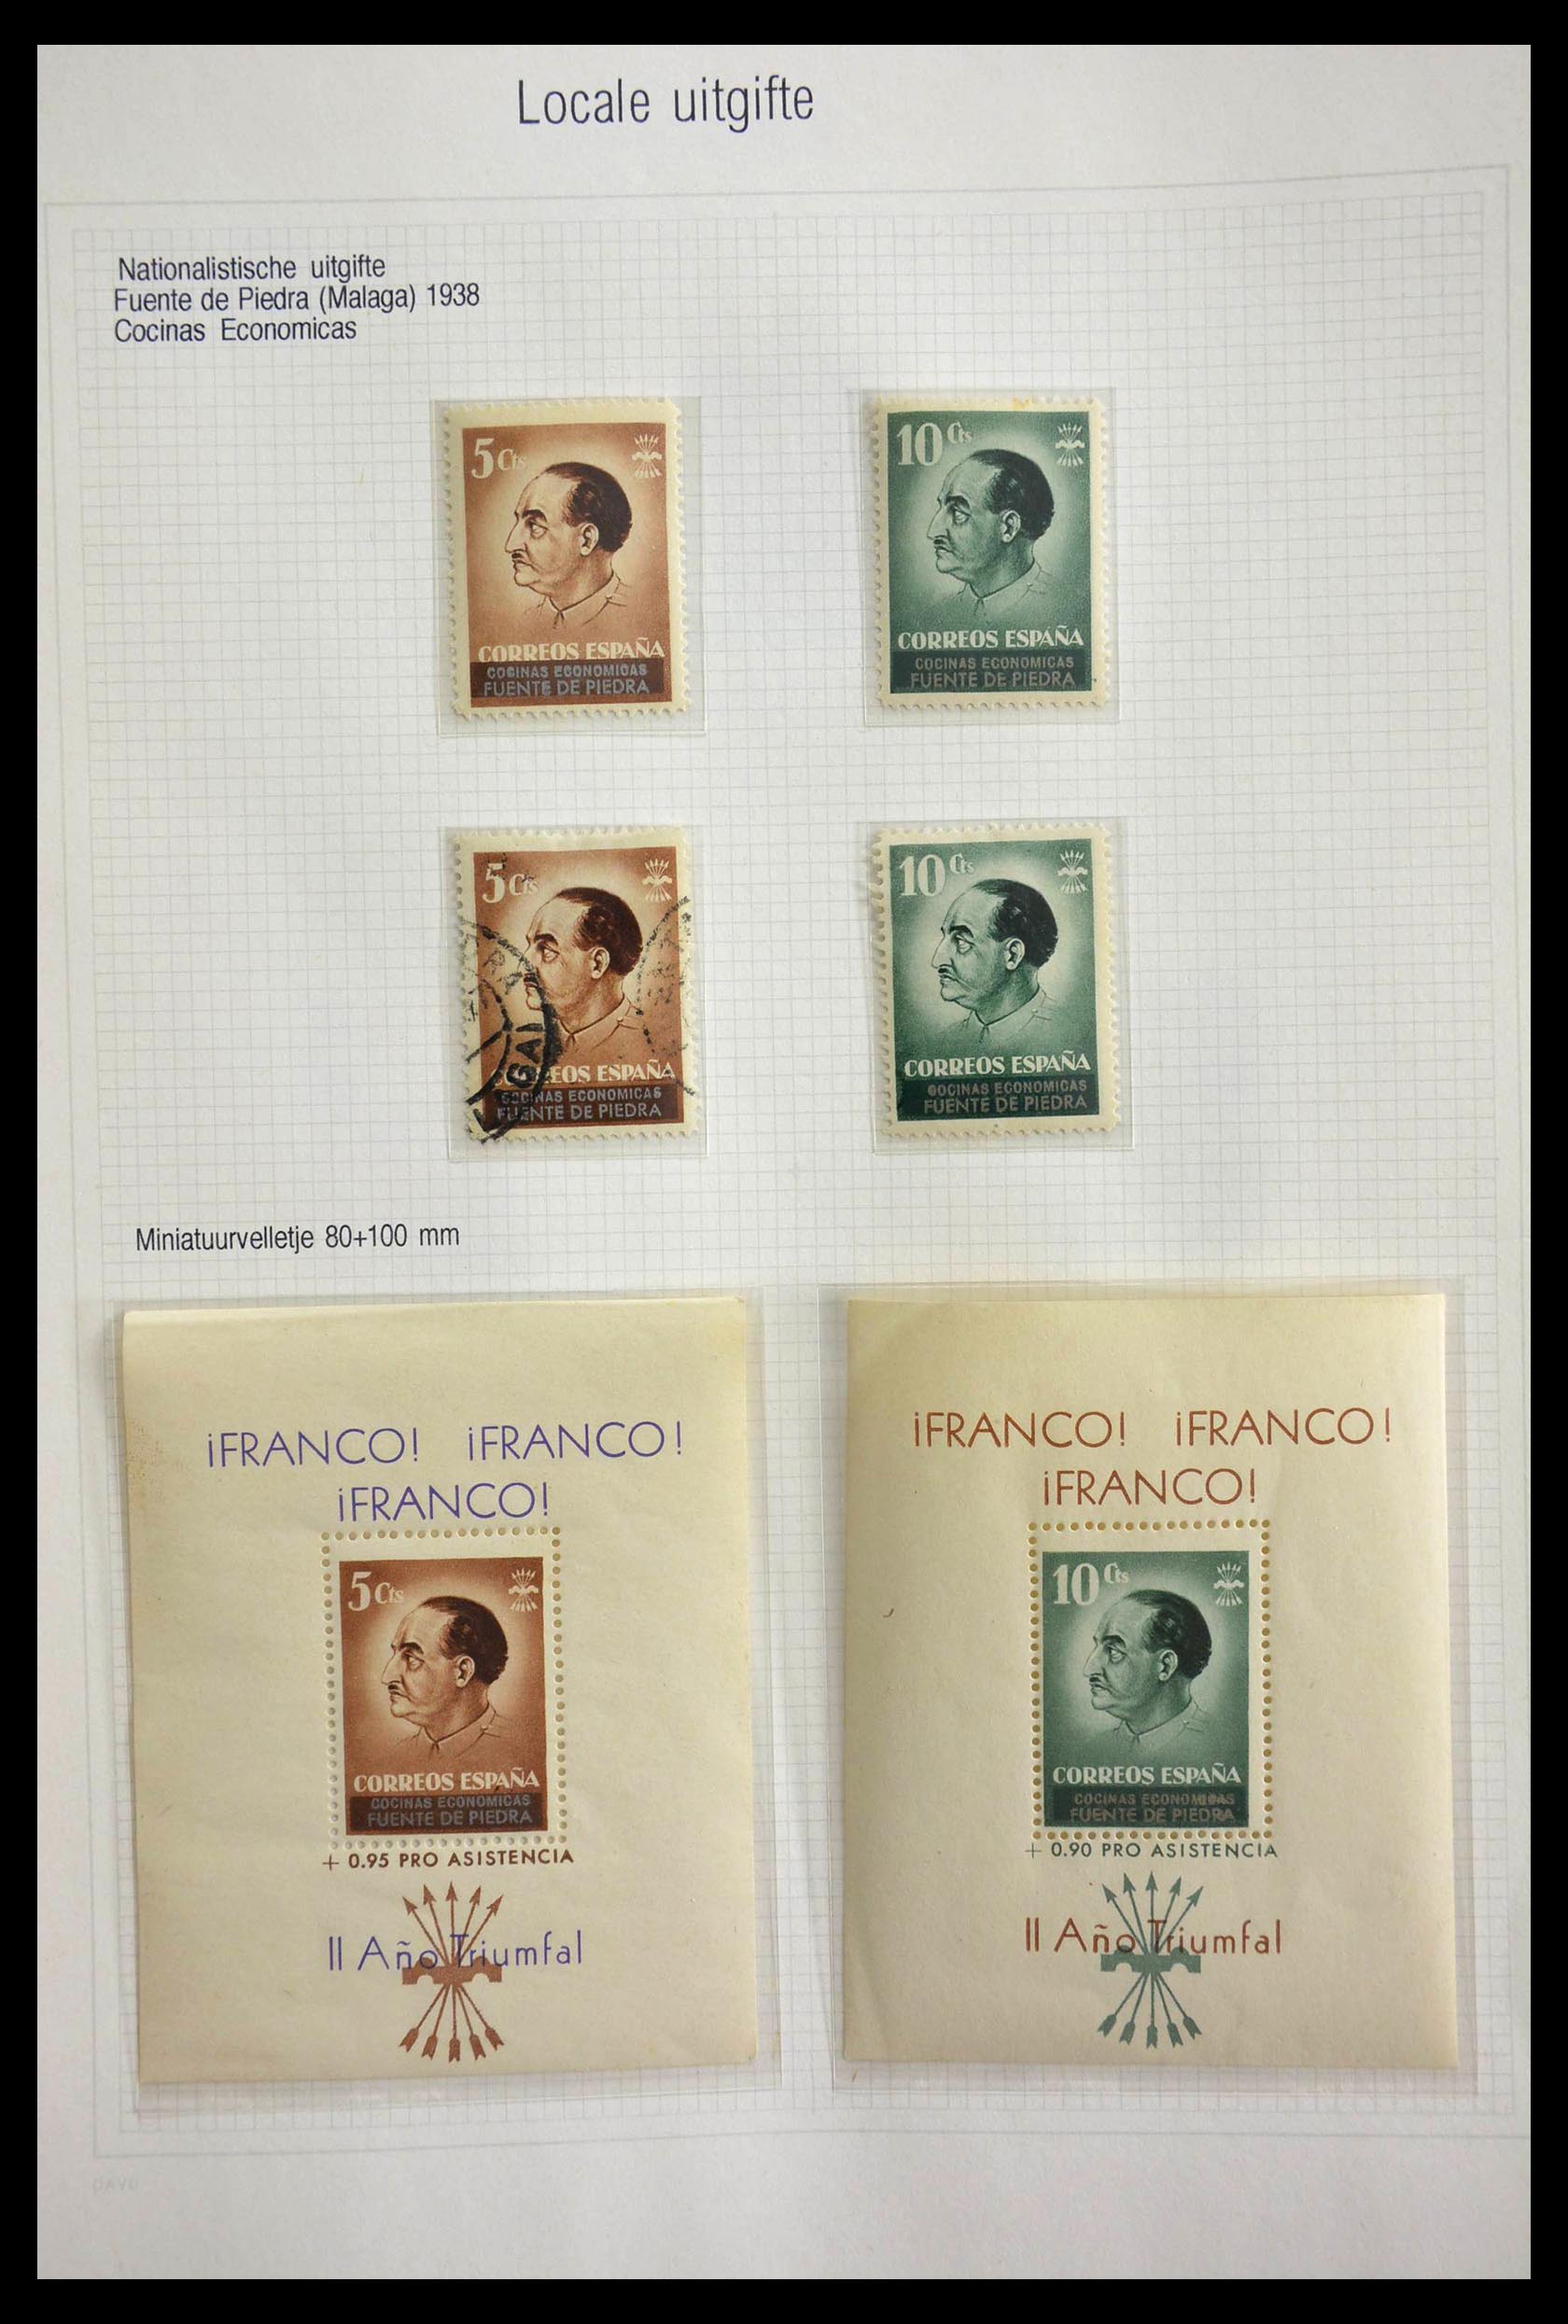 Locale uitgifte
Nationalistische uitgifte
Fuente de Piedra (Malaga) 1938
Cocinas Economicas
5 Cts
CORREOS ESPAÑA
COCINAS ECONOMICAS
FUENTE DE PIEDRA
10 Cts
CORREOS ESPAÑA
COCINAS ECONOMICAS
FUENTE DE PIEDRA
5 Cts
ESPAÑA
COCINAS ECONOMICAS
FUENTE DE PIEDRA
10 Cts
CORREOS ESPAÑA
COCINAS ECONOMICAS
FUENTE DE PIEDRA
Miniatuurvelletje 80+100 mm
¡FRANCO! ¡FRANCO!
¡FRANCO!
5 Cts
CORREOS ESPAÑA
COCINAS ECONOMICAS
FUENTE DE PIEDRA
+ 0.95 PRO ASISTENCIA
II Año Triumfal
¡FRANCO! ¡FRANCO!
¡FRANCO!
10 Cts
CORREOS ESPAÑA
COCINAS ECONOMICAS
FUENTE DE PIEDRA
+ 0.90 PRO ASISTENCIA
II Año Triumfal